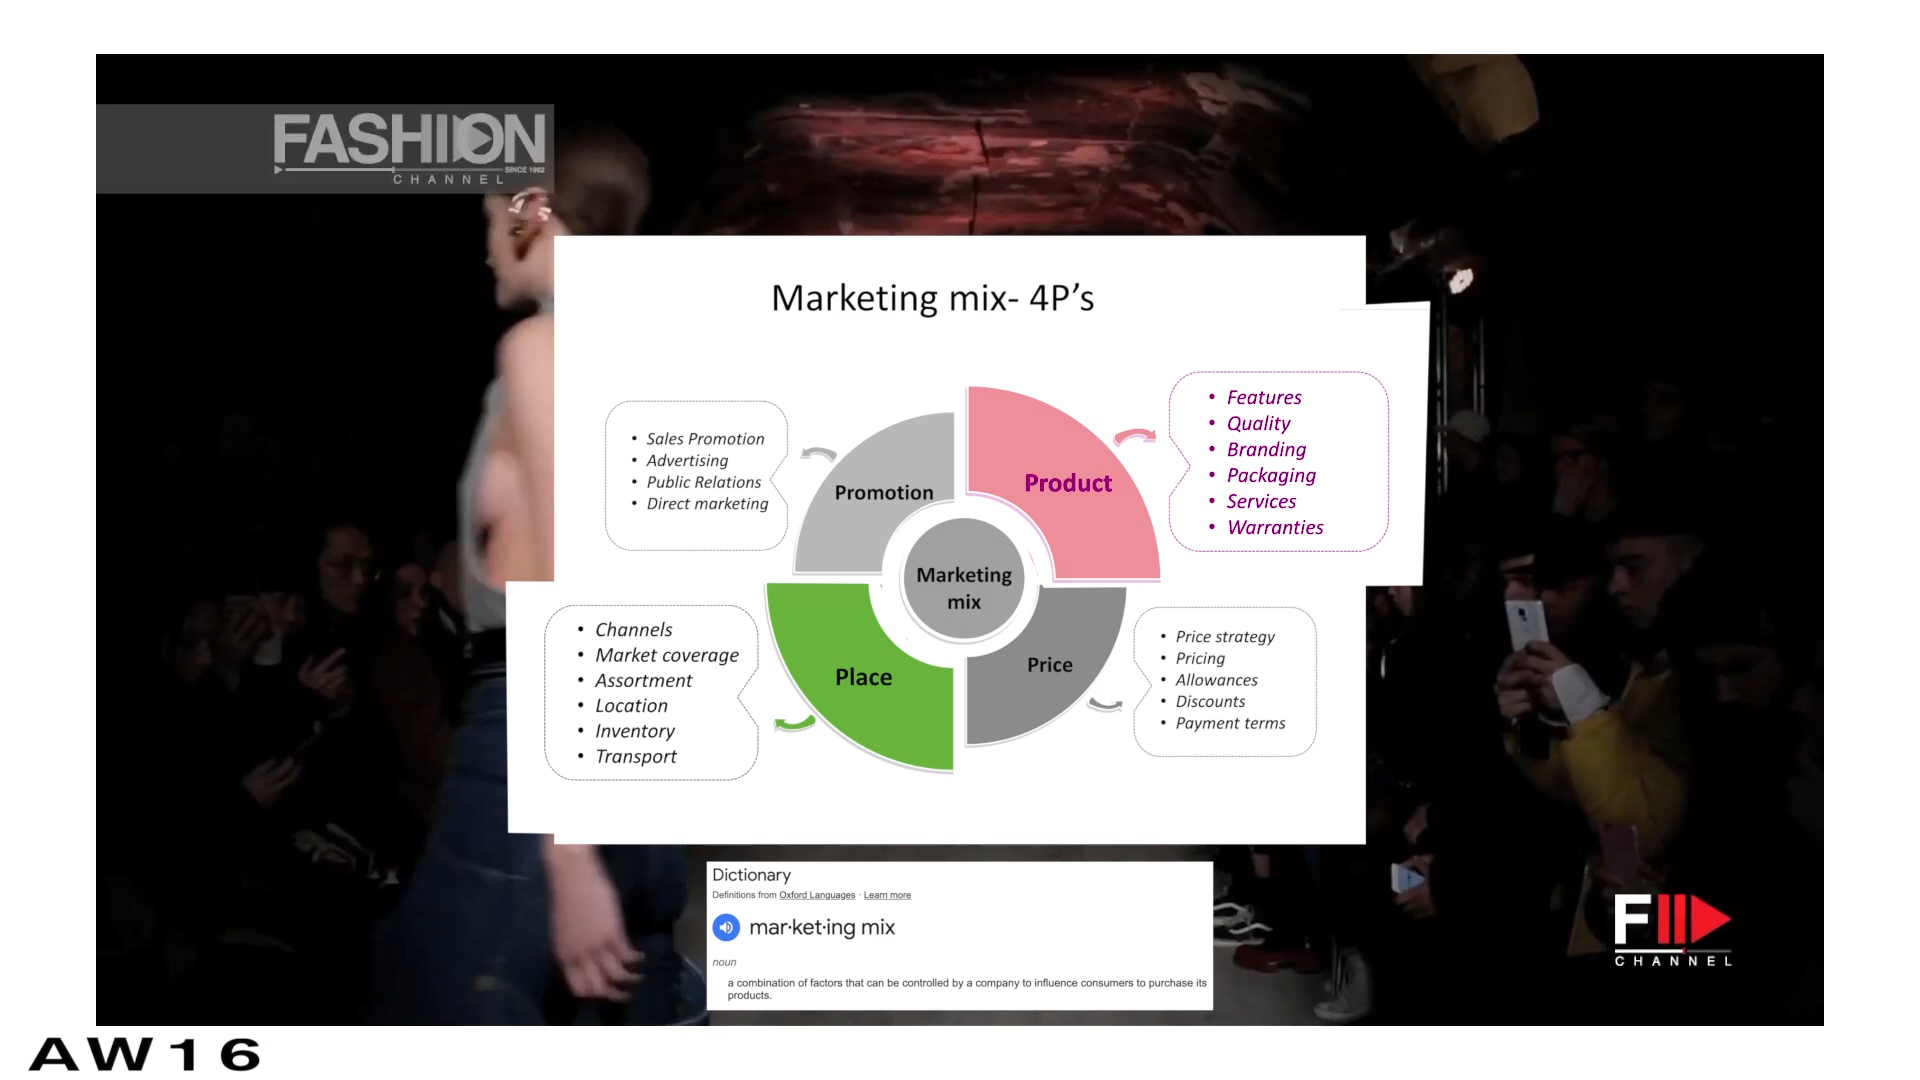 FASHION
SINCE 1982
CHANNEL
Marketing mix- 4P’s
• Sales Promotion
• Advertising
• Public Relations
• Direct marketing
Promotion
Product
• Features
• Quality
• Branding
• Packaging
• Services
• Warranties
Marketing
mix
• Channels
• Market coverage
• Assortment
• Location
• Inventory
• Transport
Place
Price
• Price strategy
• Pricing
• Allowances
• Discounts
• Payment terms
Dictionary
Definitions from Oxford Languages · Learn more
mar·ket·ing mix
noun
a combination of factors that can be controlled by a company to influence consumers to purchase its
products.
F
CHANNEL
AW16